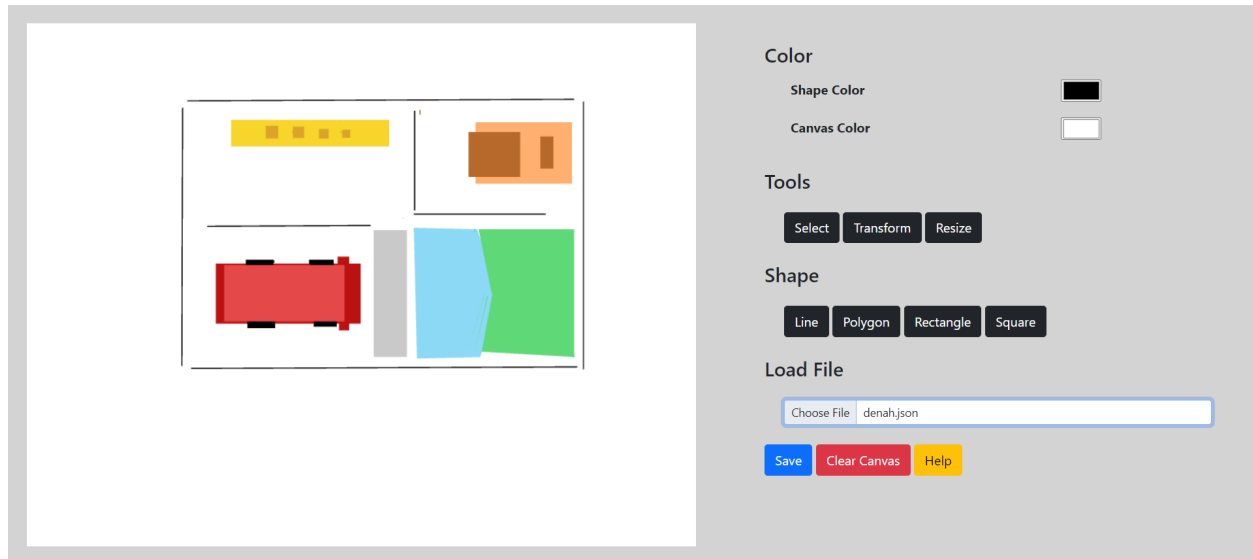 Color
Shape Color
Canvas Color
Tools
Select Transform Resize
Shape
Line Polygon Rectangle Square
Load File
Choose File denah.json
Save Clear Canvas Help